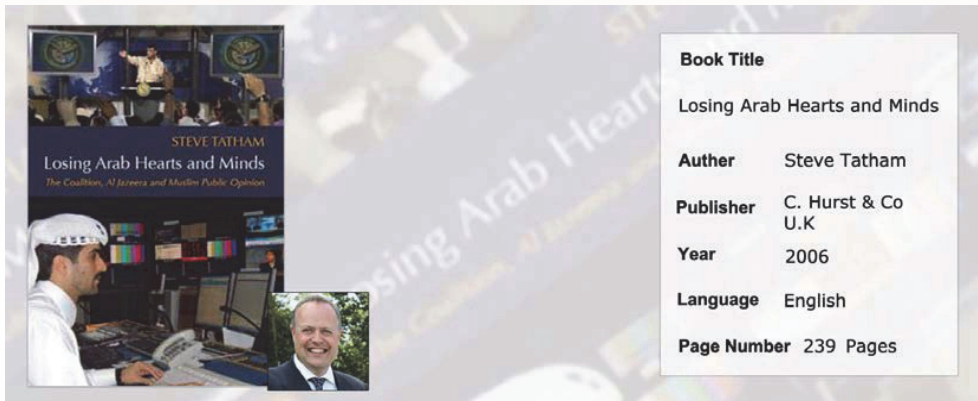 STEVE TATHAM
Losing Arab Hearts and Minds
The Coalition, Al Jazeera and Muslim Public Opinion
Book Title
Losing Arab Hearts and Minds
Auther Steve Tatham
Publisher C. Hurst & Co
U.K
Year 2006
Language English
Page Number 239 Pages